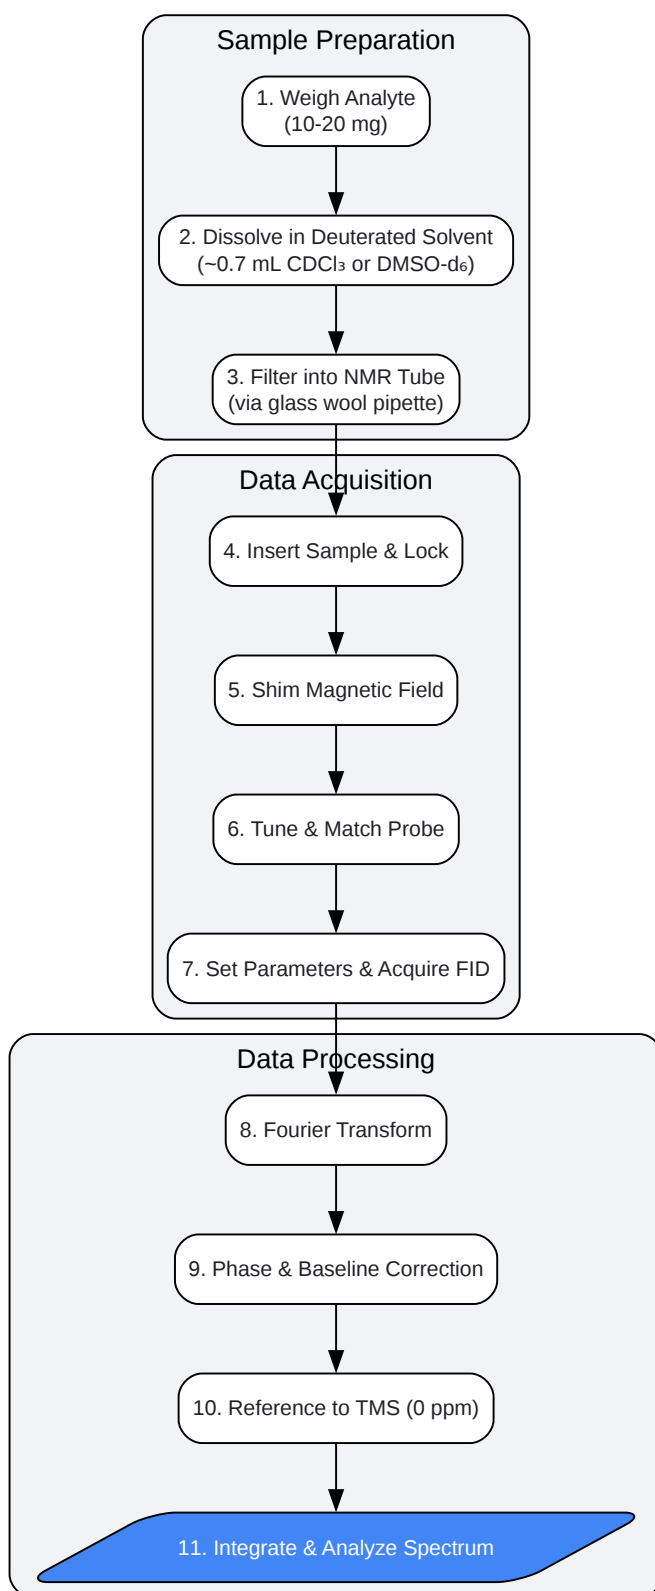 Sample Preparation
1. Weigh Analyte
(10-20 mg)
2. Dissolve in Deuterated Solvent
(~0.7 mL CDCl₃ or DMSO-d₆)
3. Filter into NMR Tube
(via glass wool pipette)
Data Acquisition
4. Insert Sample & Lock
5. Shim Magnetic Field
6. Tune & Match Probe
7. Set Parameters & Acquire FID
Data Processing
8. Fourier Transform
9. Phase & Baseline Correction
10. Reference to TMS (0 ppm)
11. Integrate & Analyze Spectrum